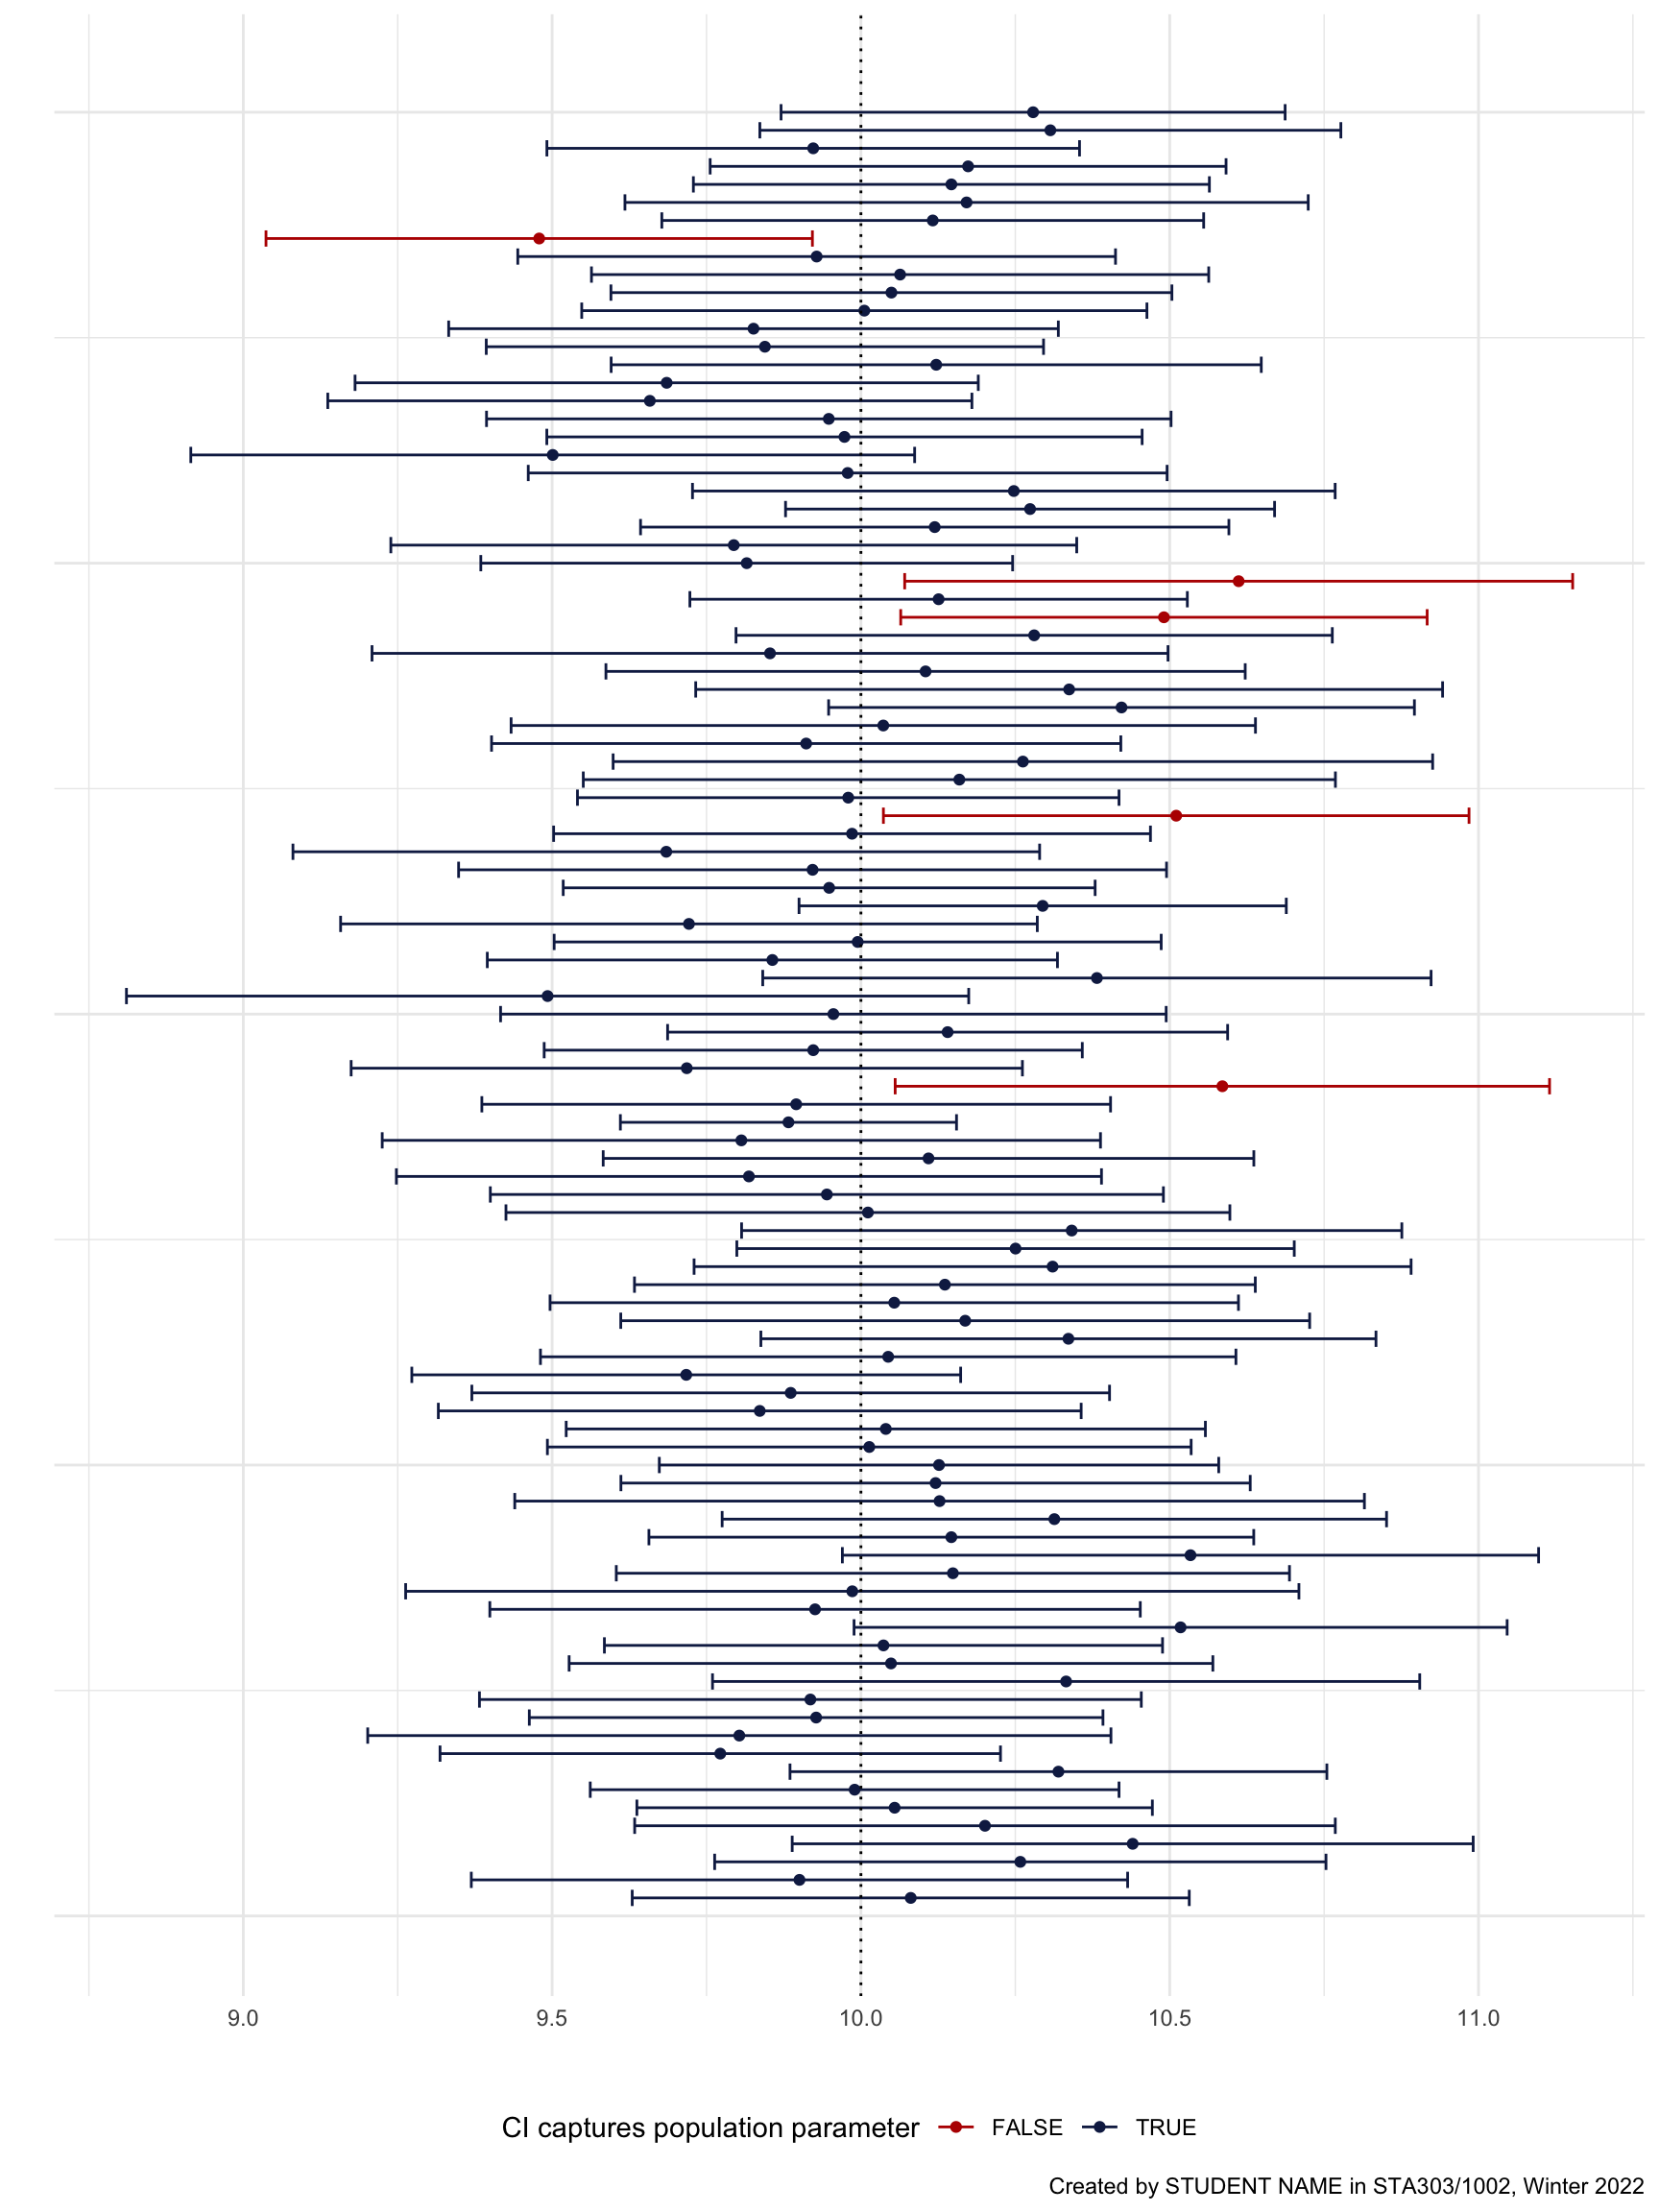 9.0 9.5 10.0 10.5 11.0
CI captures population parameter FALSE TRUE
Created by STUDENT NAME in STA303/1002, Winter 2022